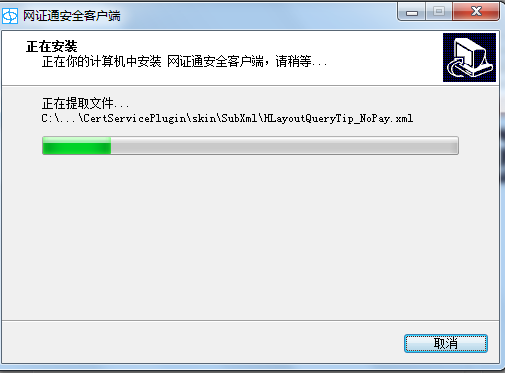 网证通安全客户端
正在安装
正在你的计算机中安装 网证通安全客户端，请稍等...
正在提取文件...
C:\...\CertServicePlugin\skin\SubXml\HLayoutQueryTip_NoPay.xml
取消